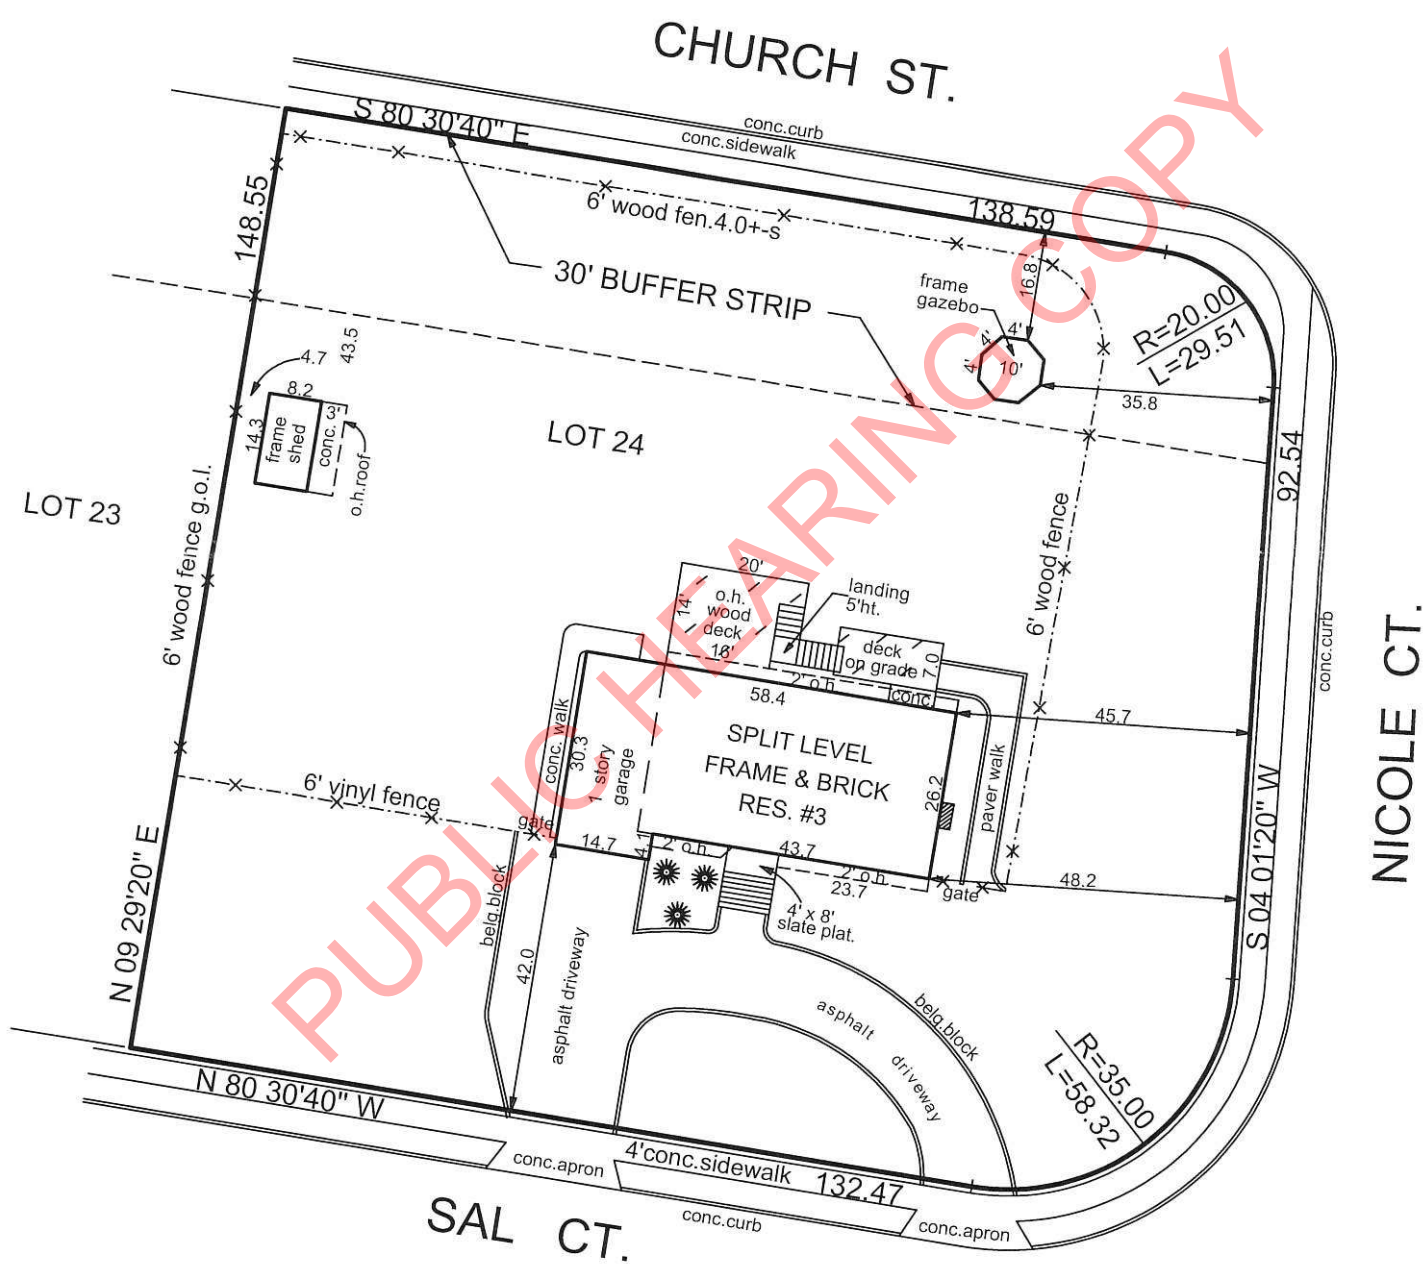 CHURCH ST.
conc.curb
conc.sidewalk
S 80 30'40" E
138.59
148.55
6' wood fen.4.0+-s
30' BUFFER STRIP
frame
gazebo
16.8
4'
4'
4'
10'
R=20.00
L=29.51
35.8
4.7
43.5
8.2
3'
14.3
frame
shed
conc.
o.h.roof
LOT 24
LOT 23
92.54
6' wood fence g.o.l.
6' wood fence
20'
14'
o.h.
wood
deck
16'
landing
5'ht.
deck
on grade
7.0
2' o.h.
conc.
58.4
45.7
conc.curb
NICOLE CT.
conc. walk
30.3
1 story
garage
SPLIT LEVEL
FRAME & BRICK
RES. #3
26.2
paver walk
6' vinyl fence
gate
14.7
4.1
2' o.h.
43.7
2' o.h.
23.7
gate
48.2
4' x 8'
slate plat.
belg.block
42.0
asphalt driveway
asphalt driveway
belg.block
N 09 29'20" E
S 04 01'20" W
R=35.00
L=58.32
N 80 30'40" W
4'conc.sidewalk
132.47
conc.apron
conc.curb
conc.apron
SAL CT.
PUBLIC HEARING COPY